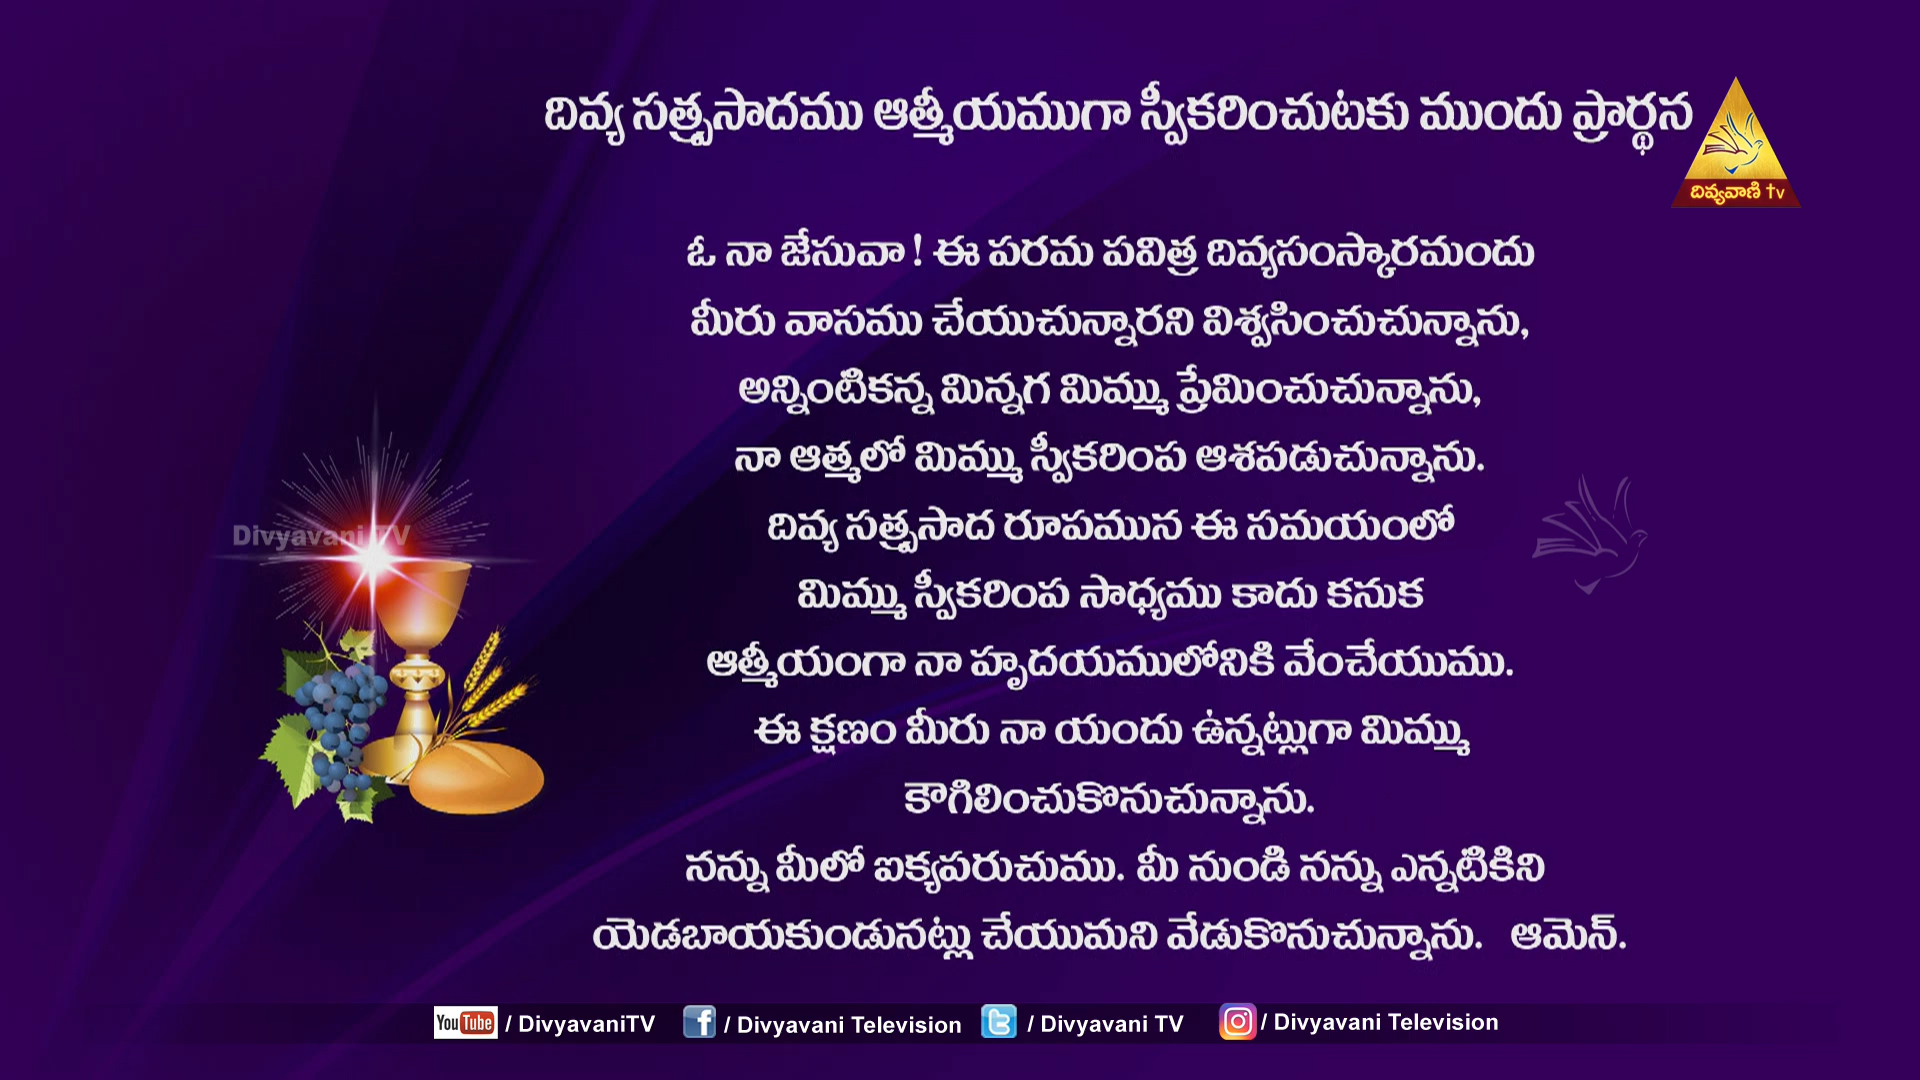 దివ్య సత్ప్రసాదము ఆత్మీయముగా స్వీకరించుటకు ముందు ప్రార్థన
దివ్యవాణి tv
ఓ నా జేసువా ! ఈ పరమ పవిత్ర దివ్యసంస్కారమందు
మీరు వాసము చేయుచున్నారని విశ్వసించుచున్నాను,
అన్నింటికన్న మిన్నగ మిమ్ము ప్రేమించుచున్నాను,
నా ఆత్మలో మిమ్ము స్వీకరింప ఆశపడుచున్నాను.
దివ్య సత్ప్రసాద రూపమున ఈ సమయంలో
Divyavani TV
మిమ్ము స్వీకరింప సాధ్యము కాదు కనుక
ఆత్మీయంగా నా హృదయములోనికి వేంచేయుము.
ఈ క్షణం మీరు నా యందు ఉన్నట్లుగా మిమ్ము
కౌగిలించుకొనుచున్నాను.
నన్ను మీలో ఐక్యపరుచుము. మీ నుండి నన్ను ఎన్నటికిని
యెడబాయకుండునట్లు చేయుమని వేడుకొనుచున్నాను. ఆమెన్.
YouTube / DivyavaniTV f / Divyavani Television / Divyavani TV / Divyavani Television